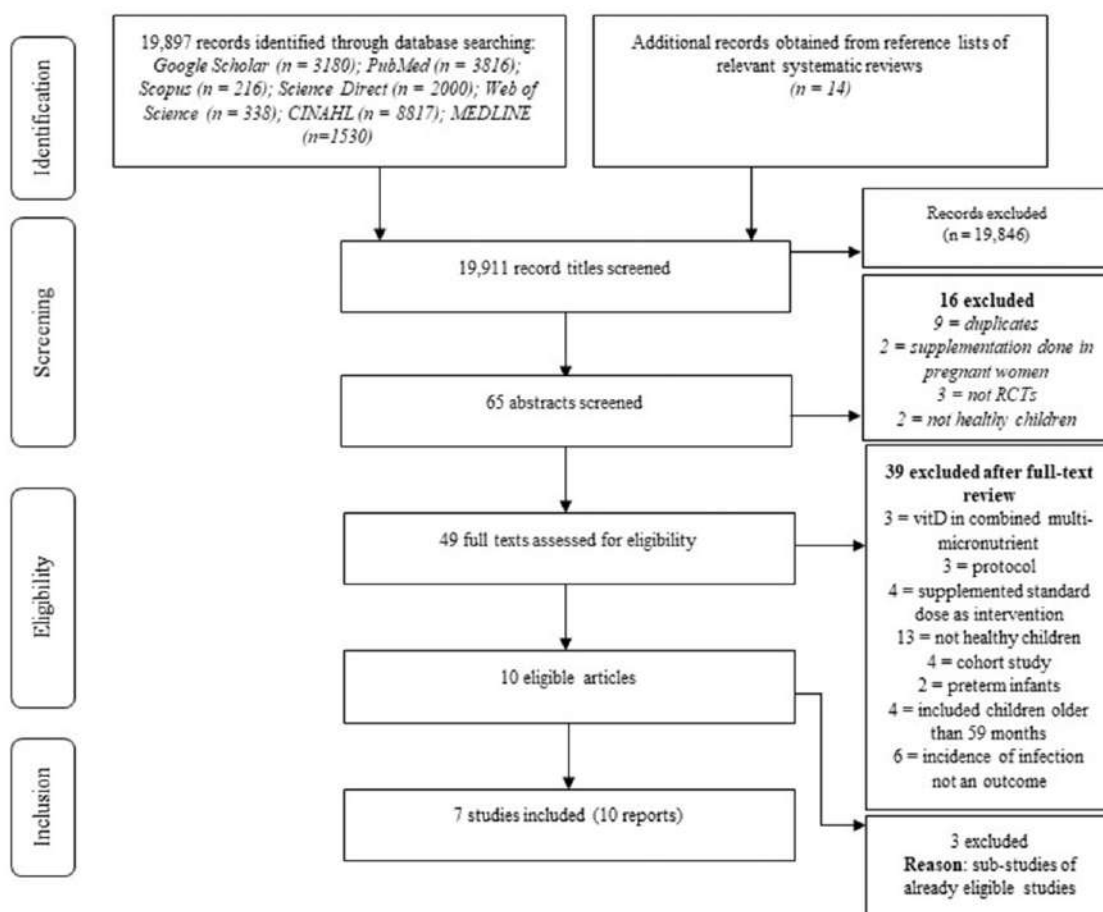 Identification
19,897 records identified through database searching:
Google Scholar (n = 3180); PubMed (n = 3816);
Scopus (n = 216); Science Direct (n = 2000); Web of
Science (n = 338); CINAHL (n = 8817); MEDLINE
(n=1530)
Additional records obtained from reference lists of
relevant systematic reviews
(n = 14)
Screening
19,911 record titles screened
Records excluded
(n = 19,846)
65 abstracts screened
16 excluded
9 = duplicates
2 = supplementation done in
pregnant women
3 = not RCTs
2 = not healthy children
Eligibility
49 full texts assessed for eligibility
39 excluded after full-text
review
3 = vitD in combined multi-
micronutrient
3 = protocol
4 = supplemented standard
dose as intervention
13 = not healthy children
4 = cohort study
2 = preterm infants
4 = included children older
than 59 months
6 = incidence of infection
not an outcome
10 eligible articles
Inclusion
7 studies included (10 reports)
3 excluded
Reason: sub-studies of
already eligible studies